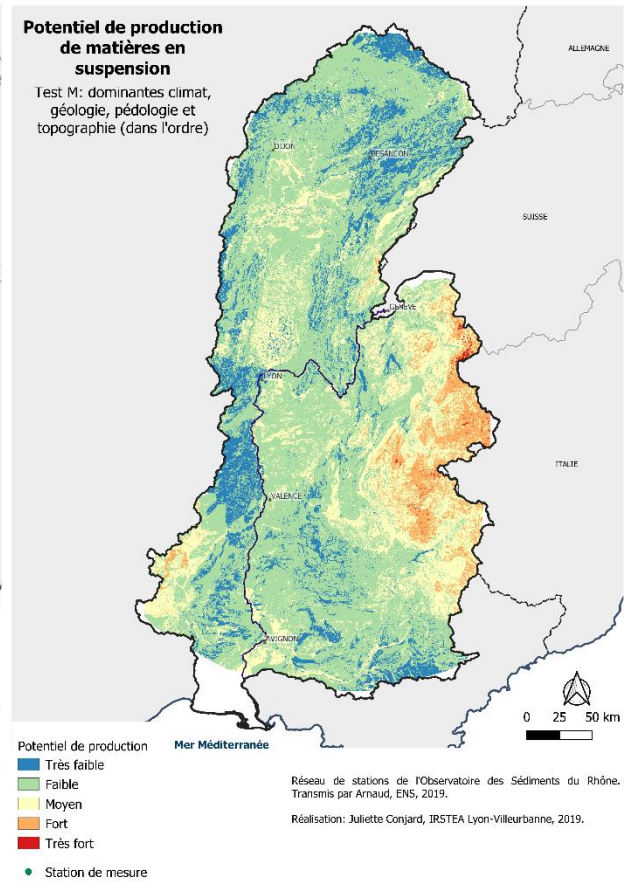 Potentiel de production
de matières en
suspension
Test M: dominantes climat,
géologie, pédologie et
topographie (dans l'ordre)
ALLEMAGNE
DIJON
BESANCON
SUISSE
GENEVE
LYON
ITALIE
VALENCE
AVIGNON
0 25 50 km
Mer Méditerranée
Potentiel de production
Très faible
Faible
Moyen
Fort
Très fort
Station de mesure
Réseau de stations de l'Observatoire des Sédiments du Rhône.
Transmis par Arnaud, ENS, 2019.
Réalisation: Juliette Conjard, IRSTEA Lyon-Villeurbanne, 2019.